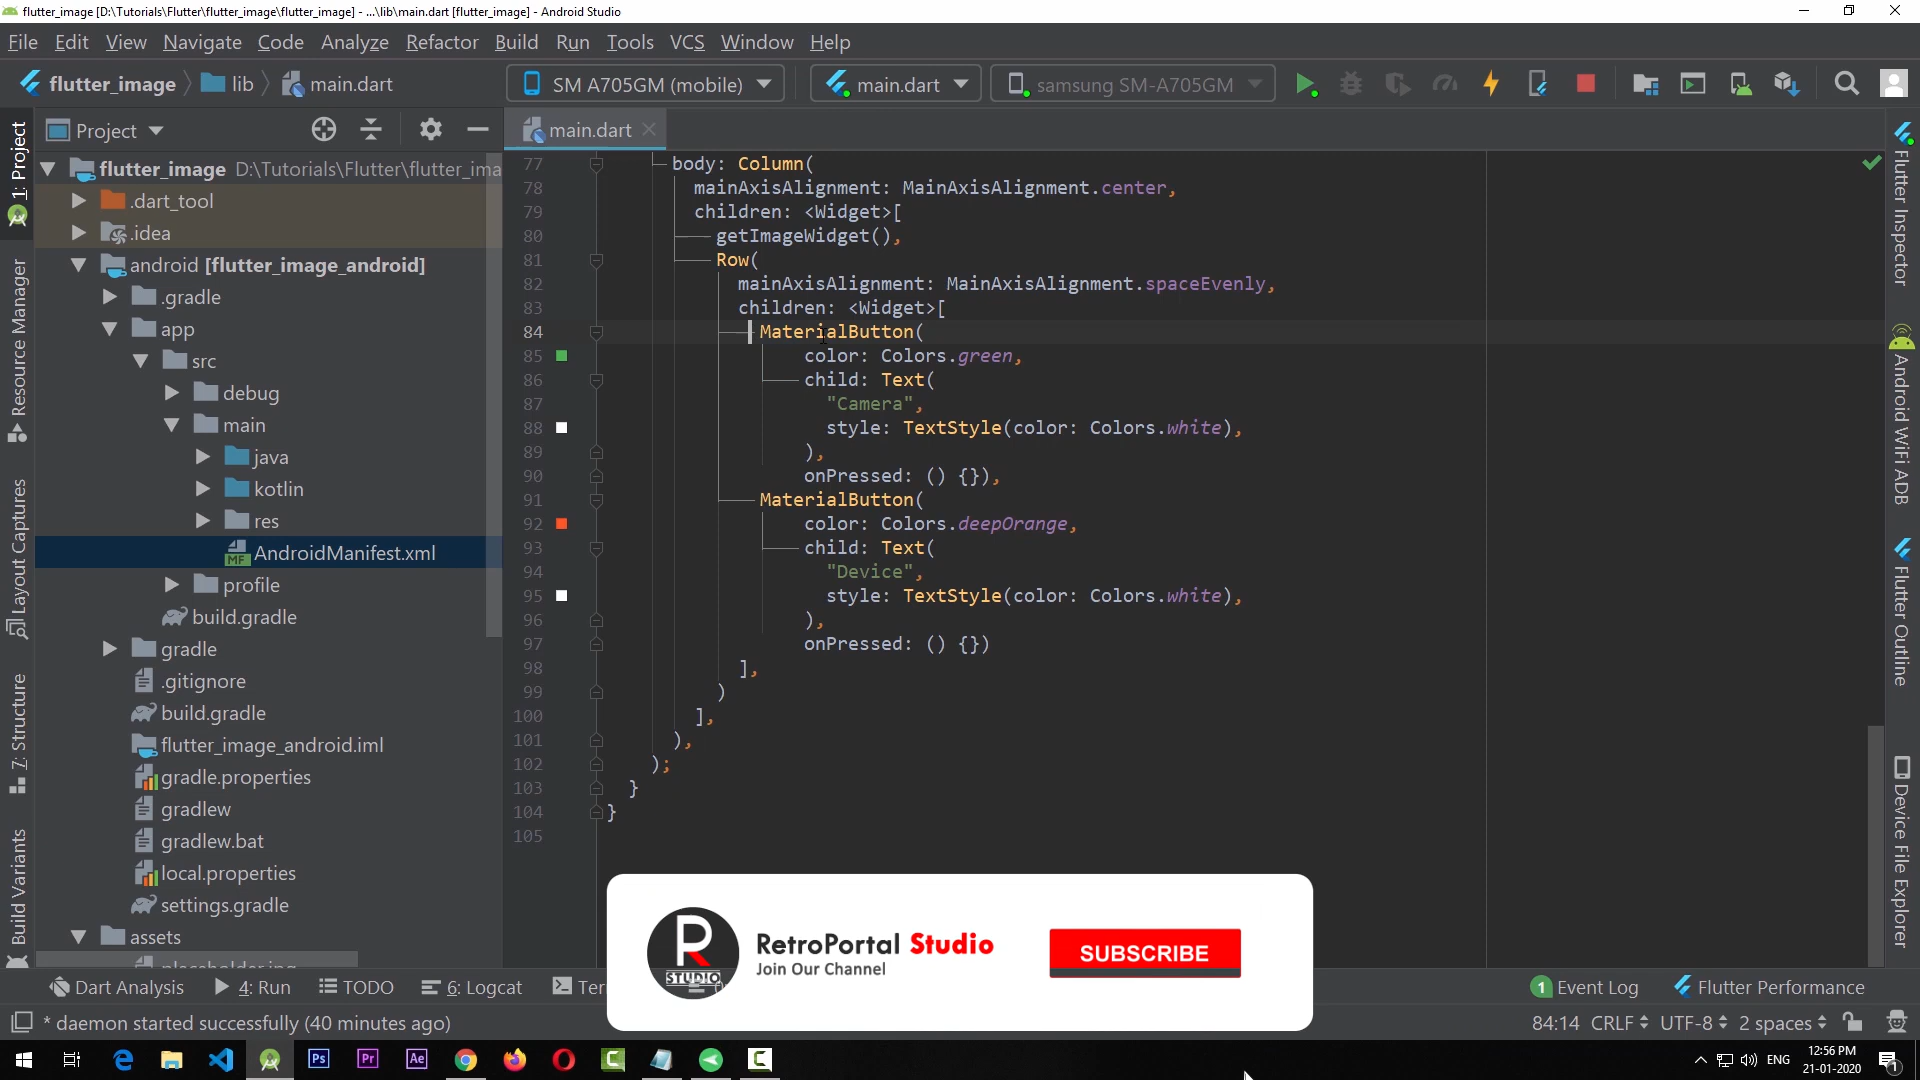 flutter_image [D:\Tutorials\Flutter\flutter_image\flutter_image] - ...\lib\main.dart [flutter_image] - Android Studio
File Edit View Navigate Code Analyze Refactor Build Run Tools VCS Window Help
flutter_image lib main.dart SM A705GM (mobile) main.dart samsung SM-A705GM
Project
main.dart
1: Project
Resource Manager
Layout Captures
7: Structure
Build Variants
flutter_image D:\Tutorials\Flutter\flutter_ima
.dart_tool
.idea
android [flutter_image_android]
.gradle
app
src
debug
main
java
kotlin
res
AndroidManifest.xml
profile
build.gradle
gradle
.gitignore
build.gradle
flutter_image_android.iml
gradle.properties
gradlew
gradlew.bat
local.properties
settings.gradle
assets
77 body: Column(
78 mainAxisAlignment: MainAxisAlignment.center,
79 children: <Widget>[
80 getImageWidget(),
81 Row(
82 mainAxisAlignment: MainAxisAlignment.spaceEvenly,
83 children: <Widget>[
84 MaterialButton(
85 color: Colors.green,
86 child: Text(
87 "Camera",
88 style: TextStyle(color: Colors.white),
89 ),
90 onPressed: () {}),
91 MaterialButton(
92 color: Colors.deepOrange,
93 child: Text(
94 "Device",
95 style: TextStyle(color: Colors.white),
96 ),
97 onPressed: () {})
98 ],
99 )
100 ],
101 ),
102 );
103 }
104 }
105
Flutter Inspector
Android WiFi ADB
Flutter Outline
Device File Explorer
R
STUDIO
RetroPortal Studio
Join Our Channel
SUBSCRIBE
Dart Analysis 4: Run TODO 6: Logcat Ter 1 Event Log Flutter Performance
* daemon started successfully (40 minutes ago) 84:14 CRLF UTF-8 2 spaces
Ps Pr Ae ENG 12:56 PM
21-01-2020 1